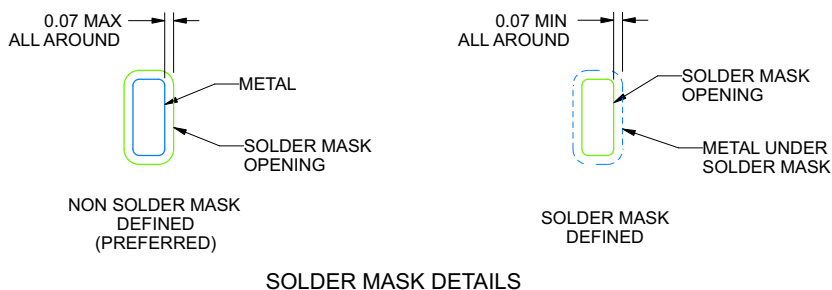 0.07 MAX
ALL AROUND
METAL
SOLDER MASK
OPENING
NON SOLDER MASK
DEFINED
(PREFERRED)
0.07 MIN
ALL AROUND
SOLDER MASK
OPENING
METAL UNDER
SOLDER MASK
SOLDER MASK
DEFINED
SOLDER MASK DETAILS